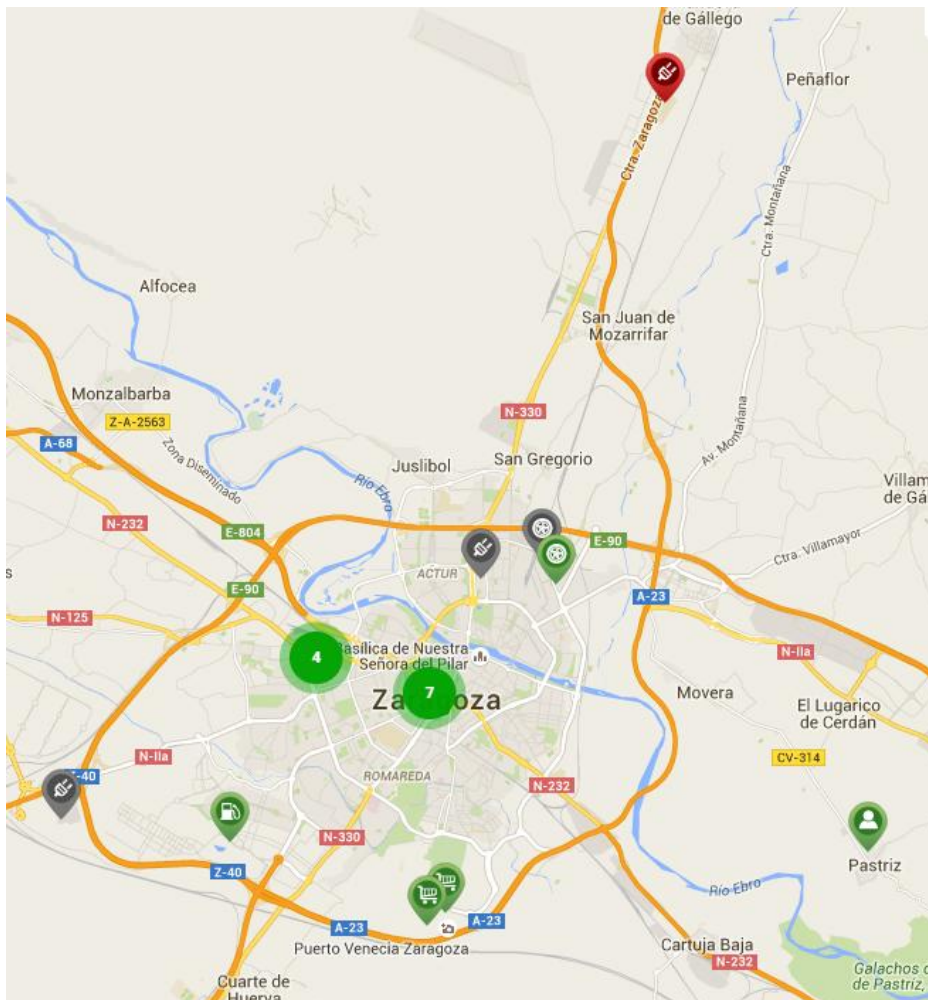 de Gállego
Peñaflor
Ctra. Zaragoza
Ctra. Montañana
Alfocea
San Juan de
Mozarrifar
Monzalbarba
Z-A-2563
N-330
A-68
Zona Diseminado
Av. Montañana
Juslibol
San Gregorio
Río Ebro
Villam
de Gá
N-232
E-804
E-90
Ctra. Villamayor
s
ACTUR
E-90
A-23
N-125
N-IIa
4
Basílica de Nuestra
Señora del Pilar
7
Movera
El Lugarico
de Cerdán
N-IIa
CV-314
Z-40
ROMAREDA
N-232
N-330
Pastriz
Z-40
Río Ebro
A-23
A-23
Puerto Venecia Zaragoza
Cartuja Baja
N-232
Galachos d
de Pastriz,
Cuarte de
Huerva